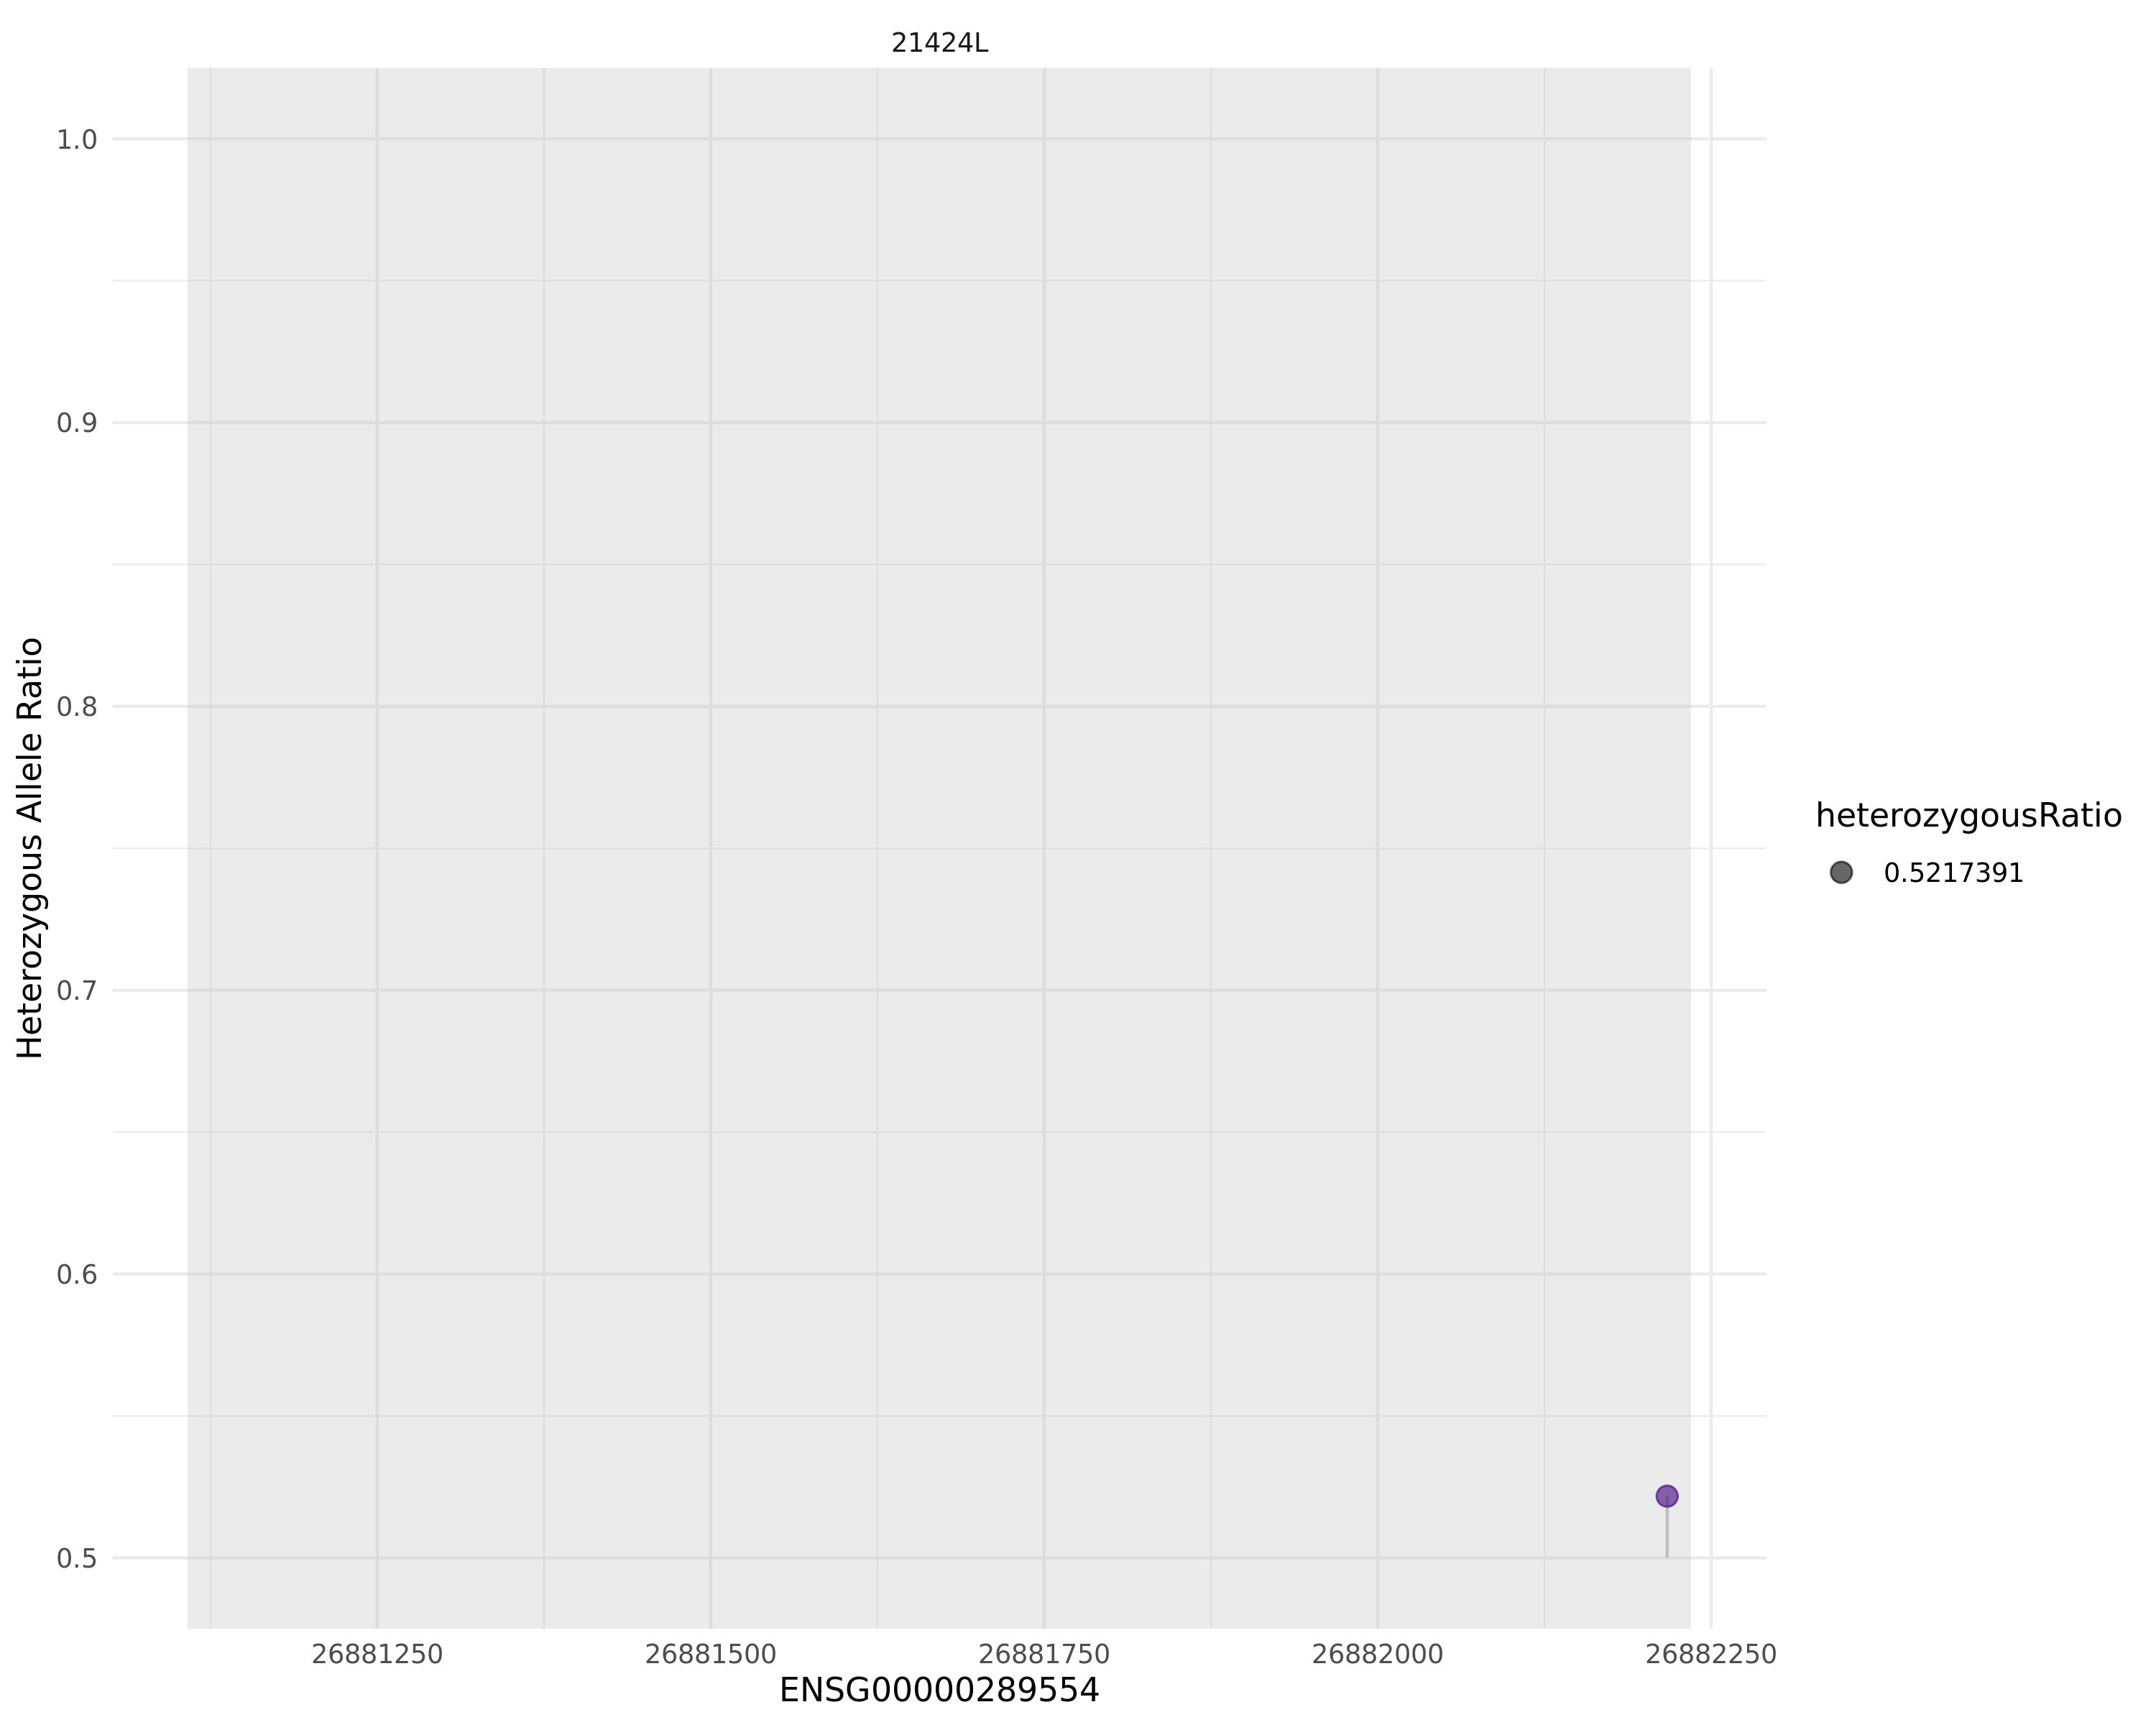 21424L
1.0
0.9
0.8
0.7
0.6
0.5
Heterozygous Allele Ratio
26881250 26881500 26881750 26882000 26882250
ENSG00000289554
heterozygousRatio
0.5217391